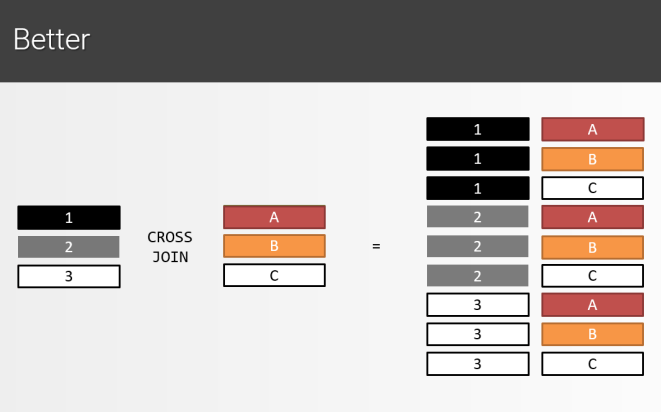 Better
1
2
3
CROSS
JOIN
A
B
C
=
1 A
1 B
1 C
2 A
2 B
2 C
3 A
3 B
3 C